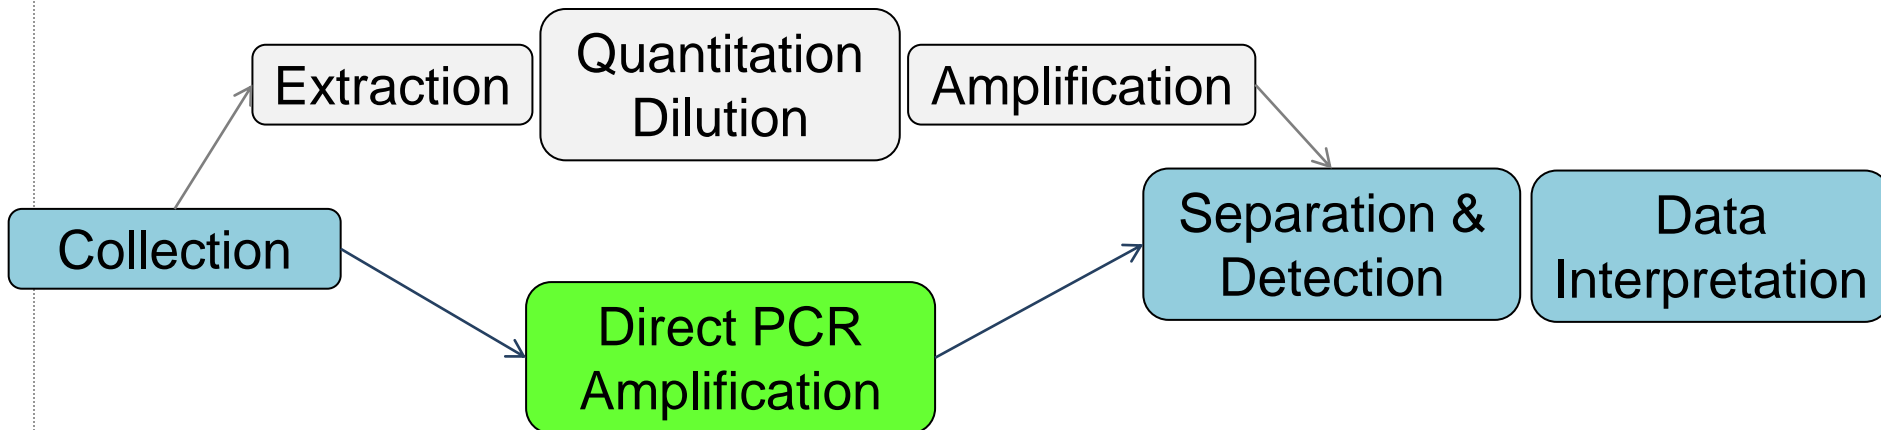 Extraction
Quantitation
Dilution
Amplification
Collection
Direct PCR
Amplification
Separation &
Detection
Data
Interpretation